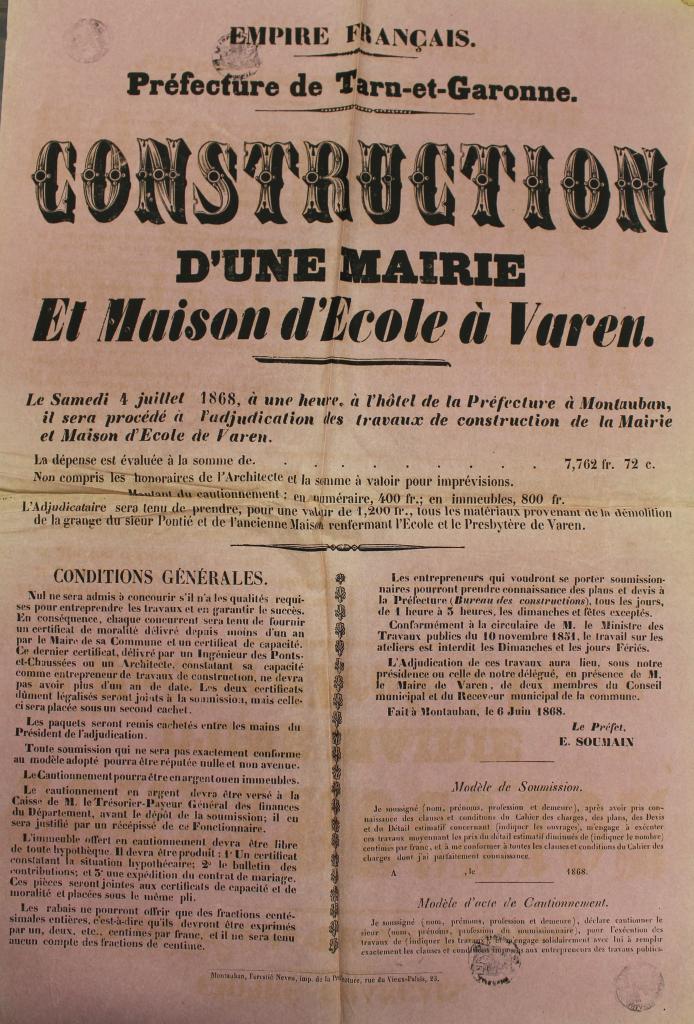 EMPIRE FRANÇAIS.
Préfecture de Tarn-et-Garonne.
CONSTRUCTION
D'UNE MAIRIE
Et Maison d'Ecole à Varen.
Le Samedi 4 juillet 1868, à une heure, à l'hôtel de la Préfecture à Montauban,
il sera procédé à l'adjudication des travaux de construction de la Mairie
et Maison d'Ecole de Varen.
La dépense est évaluée à la somme de. . . . . . . . . . 7,762 fr. 72 c.
Non compris les honoraires de l'Architecte et la somme à valoir pour imprévisions.
Montant du cautionnement : en numéraire, 400 fr.; en immeubles, 800 fr.
L'Adjudicataire sera tenu de prendre, pour une valeur de 1,200 fr., tous les matériaux provenant de la démolition
de la grange du sieur Pontié et de l'ancienne Maison renfermant l'Ecole et le Presbytère de Varen.
CONDITIONS GÉNÉRALES.
Nul ne sera admis à concourir s'il n'a les qualités requi-
ses pour entreprendre les travaux et en garantir le succès.
En conséquence, chaque concurrent sera tenu de fournir
un certificat de moralité délivré depuis moins d'un an
par le Maire de sa Commune et un certificat de capacité.
Ce dernier certificat, délivré par un Ingénieur des Ponts-
et-Chaussées ou un Architecte, constatant sa capacité
comme entrepreneur de travaux de construction, ne devra
pas avoir plus d'un an de date. Les deux certificats
dûment légalisés seront joints à la soumission, mais celle-
ci sera placée sous un second cachet.
Les paquets seront remis cachetés entre les mains du
Président de l'adjudication.
Toute soumission qui ne sera pas exactement conforme
au modèle adopté pourra être réputée nulle et non avenue.
Le Cautionnement pourra être en argent ou en immeubles.
Le cautionnement en argent devra être versé à la
Caisse de M. le Trésorier-Payeur Général des finances
du Département, avant le dépôt de la soumission; il en
sera justifié par un récépissé de ce Fonctionnaire.
L'immeuble offert en cautionnement devra être libre
de toute hypothèque. Il devra être produit : 1° Un certificat
constatant la situation hypothécaire; 2° le bulletin des
contributions; et 3° une expédition du contrat de mariage.
Ces pièces seront jointes aux certificats de capacité et de
moralité et placées sous le même pli.
Les rabais ne pourront offrir que des fractions centé-
simales entières, c'est-à-dire qu'ils devront être exprimés
par un, deux, etc., centimes par franc, et il ne sera tenu
aucun compte des fractions de centime.
Les entrepreneurs qui voudront se porter soumission-
naires pourront prendre connaissance des plans et devis à
la Préfecture (Bureau des constructions), tous les jours,
de 1 heure à 5 heures, les dimanches et fêtes exceptés.
Conformément à la circulaire de M. le Ministre des
Travaux publics du 10 novembre 1851, le travail sur les
ateliers est interdit les Dimanches et les jours Fériés.
L'Adjudication de ces travaux aura lieu, sous notre
présidence ou celle de notre délégué, en présence de M.
le Maire de Varen, de deux membres du Conseil
municipal et du Receveur municipal de la commune.
Fait à Montauban, le 6 Juin 1868.
Le Préfet,
E. SOUMAIN
Modèle de Soumission.
Je soussigné (nom, prénoms, profession et demeure), après avoir pris con-
naissance des clauses et conditions du Cahier des charges, des plans, des Devis
et du Détail estimatif concernant (indiquer les ouvrages), m'engage à exécuter
ces travaux moyennant les prix du détail estimatif diminués de (indiquer le nombre)
centimes par franc, et à me conformer à toutes les clauses et conditions du Cahier des
charges dont j'ai parfaitement connaissance.
A , le 1868.
Modèle d'acte de Cautionnement.
Je soussigné (nom, prénoms, profession et demeure), déclare cautionner le
sieur (nom, prénoms, profession du soumissionnaire), pour l'exécution des
travaux de (indiquer les travaux) et m'engage solidairement avec lui à remplir
exactement les clauses et conditions imposées aux entrepreneurs des travaux publics.
Montauban, Forestié Neveu, imp. de la Préfecture, rue du Vieux-Palais, 23.